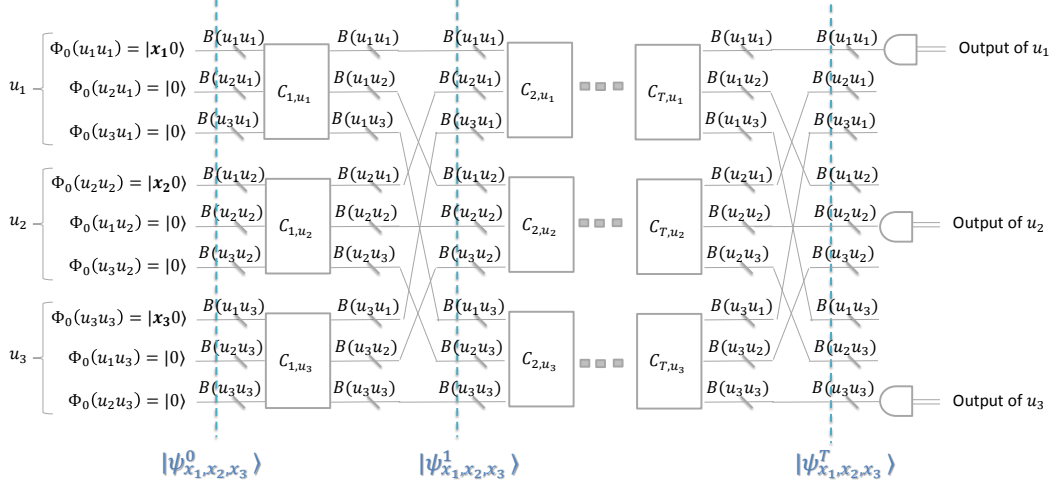 Φ₀(u₁u₁) = |x₁0⟩ B(u₁u₁) B(u₁u₁) B(u₁u₁) B(u₁u₁) B(u₁u₁) Output of u₁
u₁ Φ₀(u₂u₁) = |0⟩ B(u₂u₁) C₁,u₁ B(u₁u₂) B(u₂u₁) C₂,u₁ C_T,u₁ B(u₁u₂) B(u₂u₁)
Φ₀(u₃u₁) = |0⟩ B(u₃u₁) B(u₁u₃) B(u₃u₁) B(u₁u₃) B(u₃u₁)
Φ₀(u₂u₂) = |x₂0⟩ B(u₁u₂) B(u₂u₁) B(u₁u₂) B(u₂u₁) B(u₁u₂)
u₂ Φ₀(u₁u₂) = |0⟩ B(u₂u₂) C₁,u₂ B(u₂u₂) B(u₂u₂) C₂,u₂ C_T,u₂ B(u₂u₂) B(u₂u₂) Output of u₂
Φ₀(u₃u₂) = |0⟩ B(u₃u₂) B(u₂u₃) B(u₃u₂) B(u₂u₃) B(u₃u₂)
Φ₀(u₃u₃) = |x₃0⟩ B(u₁u₃) B(u₃u₁) B(u₁u₃) B(u₃u₁) B(u₁u₃)
u₃ Φ₀(u₁u₃) = |0⟩ B(u₂u₃) C₁,u₃ B(u₃u₂) B(u₂u₃) C₂,u₃ C_T,u₃ B(u₃u₂) B(u₂u₃)
Φ₀(u₂u₃) = |0⟩ B(u₃u₃) B(u₃u₃) B(u₃u₃) B(u₃u₃) B(u₃u₃) Output of u₃
|ψ⁰ₓ₁,ₓ₂,ₓ₃⟩ |ψ¹ₓ₁,ₓ₂,ₓ₃⟩ |ψᵀₓ₁,ₓ₂,ₓ₃⟩